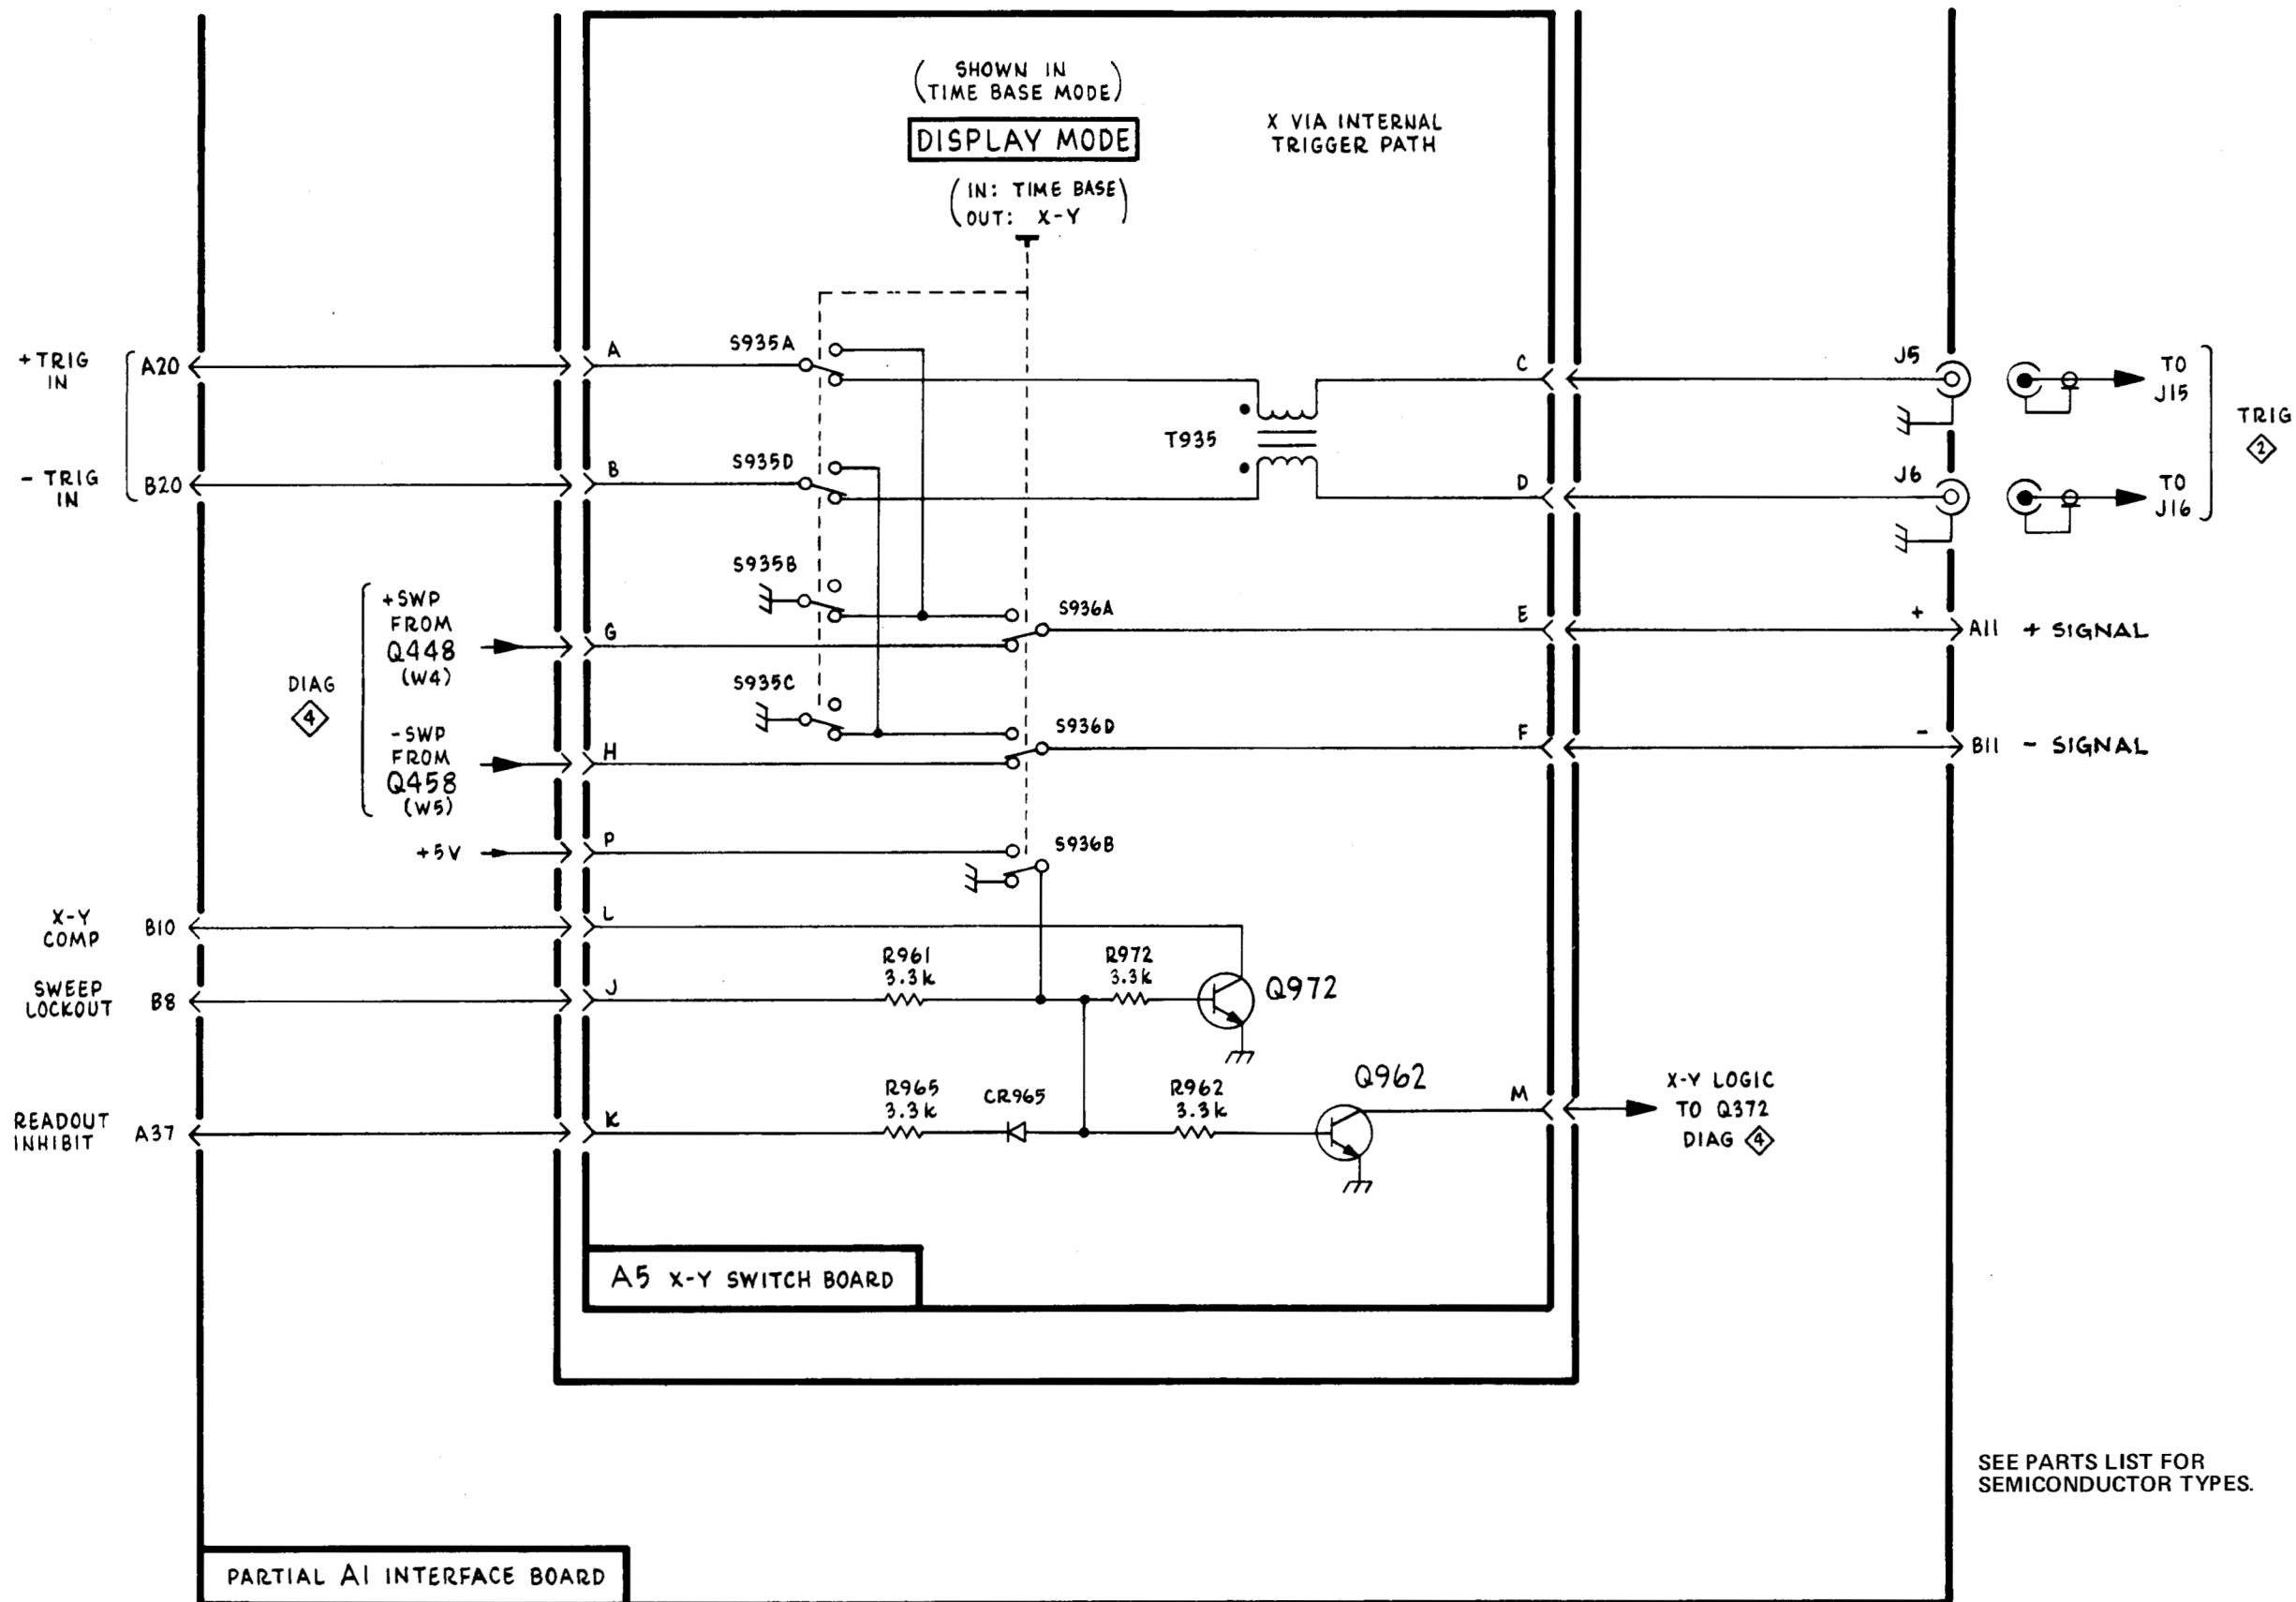 (SHOWN IN
TIME BASE MODE)
DISPLAY MODE
(IN: TIME BASE
OUT: X-Y)
X VIA INTERNAL
TRIGGER PATH
+TRIG
IN
A20
A
S935A
C
J5
TO
J15
T935
TRIG
2
- TRIG
IN
B20
B
S935D
D
J6
TO
J16
S935B
+SWP
FROM
Q448
(W4)
G
S936A
E
+
A11
+ SIGNAL
DIAG
4
S935C
-SWP
FROM
Q458
(W5)
H
S936D
F
-
B11
- SIGNAL
+5V
P
S936B
X-Y
COMP
B10
L
SWEEP
LOCKOUT
B8
J
R961
3.3k
R972
3.3k
Q972
READOUT
INHIBIT
A37
K
R965
3.3k
CR965
R962
3.3k
Q962
M
X-Y LOGIC
TO Q372
DIAG 4
A5 X-Y SWITCH BOARD
SEE PARTS LIST FOR
SEMICONDUCTOR TYPES.
PARTIAL A1 INTERFACE BOARD